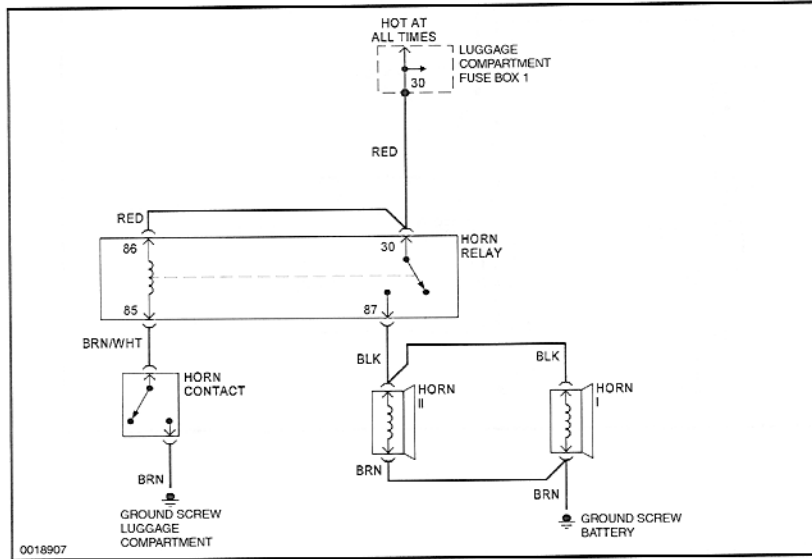 HOT AT
ALL TIMES
LUGGAGE
COMPARTMENT
FUSE BOX 1
30
RED
RED
86
30
HORN
RELAY
85
87
BRN/WHT
BLK
BLK
HORN
CONTACT
HORN
II
HORN
I
BRN
BRN
BRN
GROUND SCREW
LUGGAGE
COMPARTMENT
GROUND SCREW
BATTERY
0018907